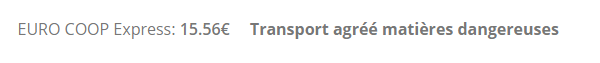 EURO COOP Express: 15.56€ Transport agréé matières dangereuses